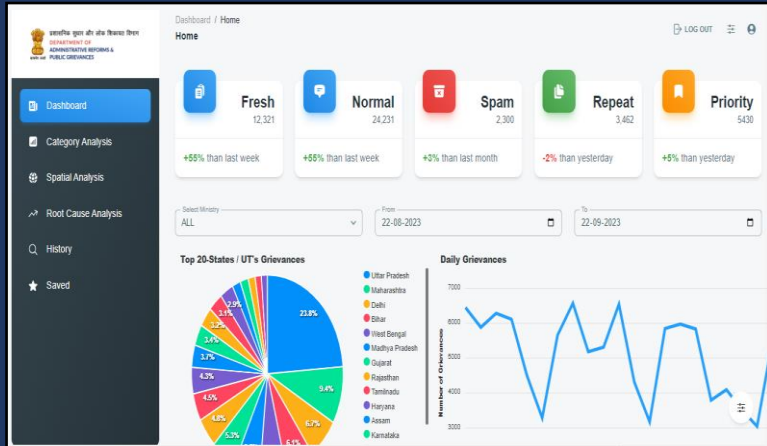 प्रशासनिक सुधार और लोक शिकायत विभाग
DEPARTMENT OF
ADMINISTRATIVE REFORMS &
PUBLIC GRIEVANCES
Dashboard / Home
Home
LOG OUT
Dashboard
Category Analysis
Spatial Analysis
Root Cause Analysis
History
Saved
Fresh
12,321
+55% than last week
Normal
24,231
+55% than last week
Spam
2,300
+3% than last month
Repeat
3,462
-2% than yesterday
Priority
5430
+5% than yesterday
Select Ministry
ALL
From
22-08-2023
To
22-09-2023
Top 20-States / UT's Grievances
23.8%
9.4%
6.7%
6.1%
5.3%
4.8%
4.5%
4.3%
3.7%
3.4%
3.2%
3.1%
2.9%
Uttar Pradesh
Maharashtra
Delhi
Bihar
West Bengal
Madhya Pradesh
Gujarat
Rajasthan
Tamilnadu
Haryana
Assam
Karnataka
Daily Grievances
Number of Grievances
7000
6000
5000
4000
3000